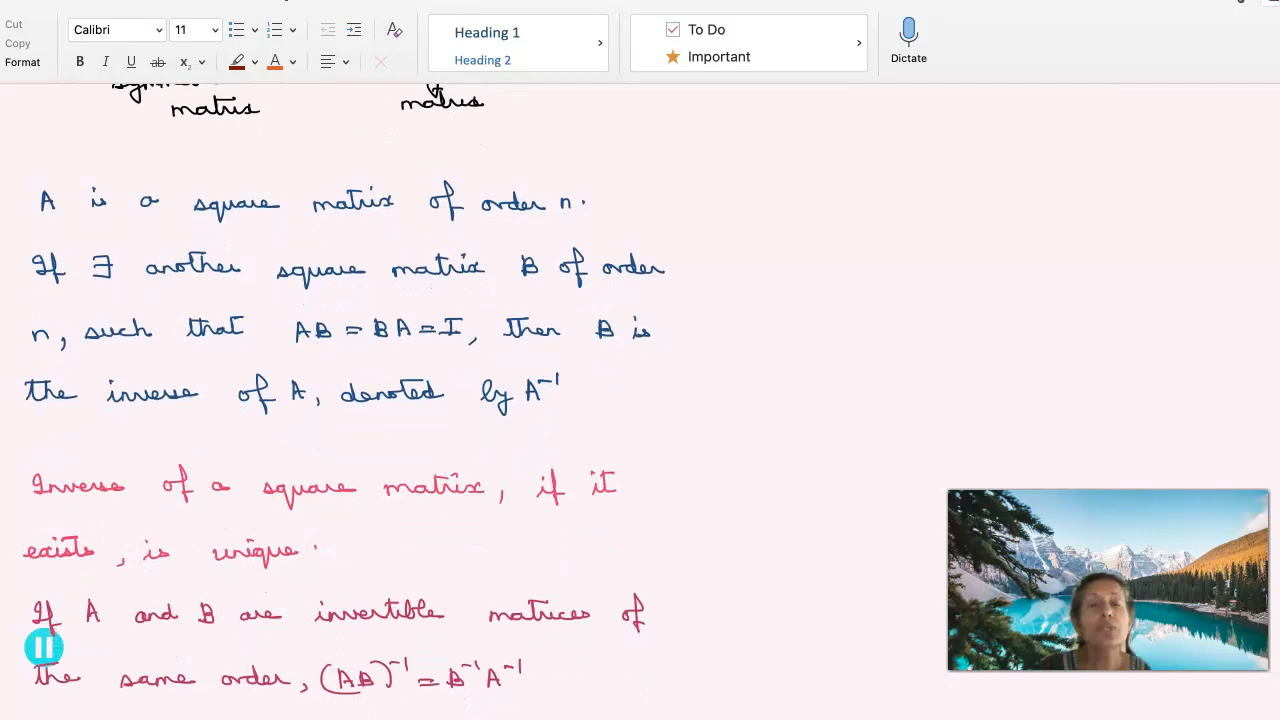 Cut
Copy
Format
Calibri
11
B I U ab x₂ A
Heading 1
Heading 2
To Do
Important
Dictate
matrix
matrix
A is a square matrix of order n.
If ∃ another square matrix B of order
n, such that AB = BA = I, then B is
the inverse of A, denoted by A⁻¹
Inverse of a square matrix, if it
exists, is unique.
If A and B are invertible matrices of
the same order, (AB)⁻¹ = B⁻¹A⁻¹